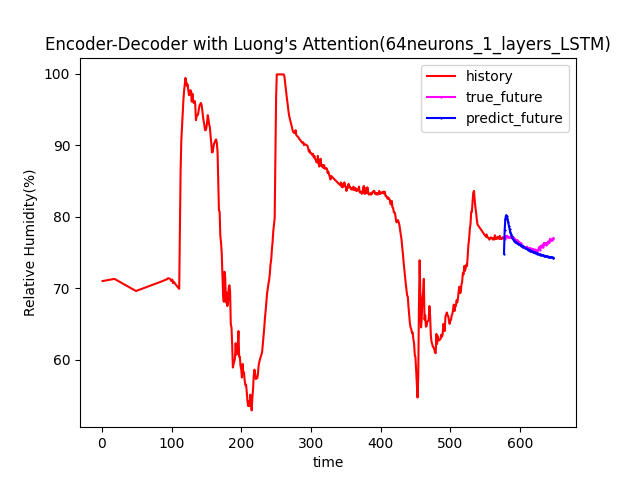 Encoder-Decoder with Luong's Attention(64neurons_1_layers_LSTM)
history
true_future
predict_future
Relative Humidity(%)
100
90
80
70
60
0 100 200 300 400 500 600
time